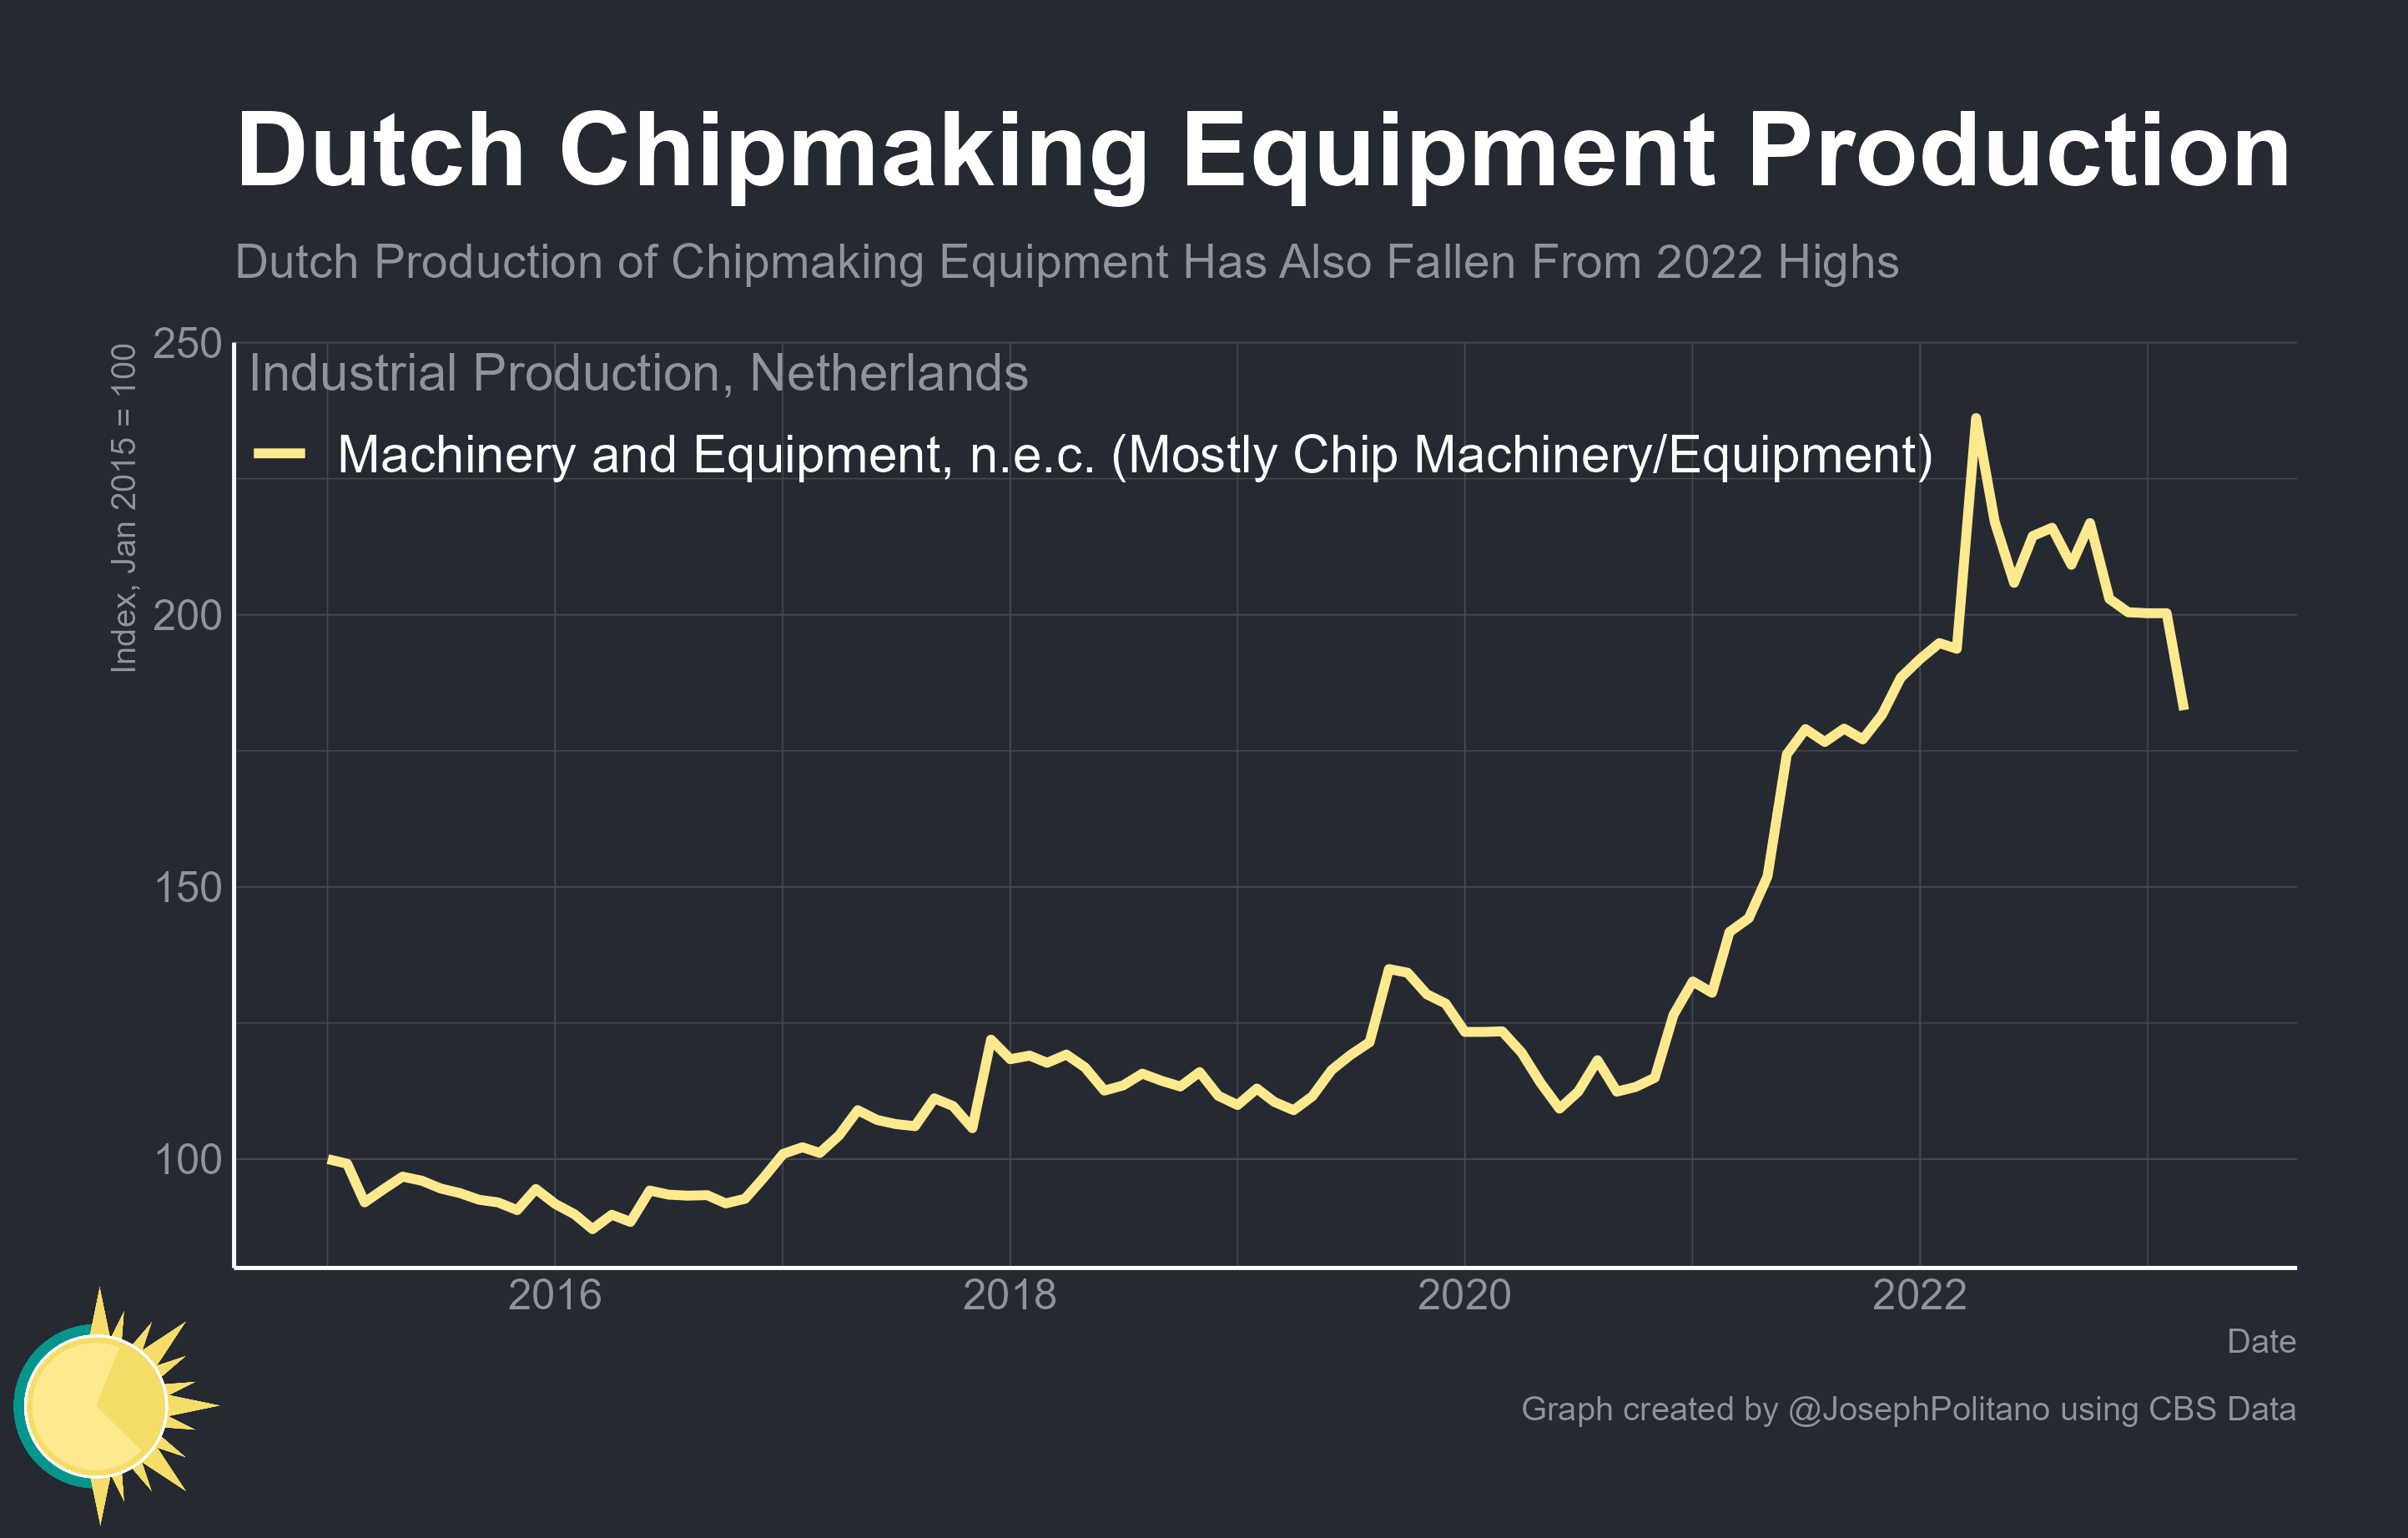 Dutch Chipmaking Equipment Production
Dutch Production of Chipmaking Equipment Has Also Fallen From 2022 Highs
Index, Jan 2015 = 100
250
200
150
100
Industrial Production, Netherlands
Machinery and Equipment, n.e.c. (Mostly Chip Machinery/Equipment)
2016
2018
2020
2022
Date
Graph created by @JosephPolitano using CBS Data